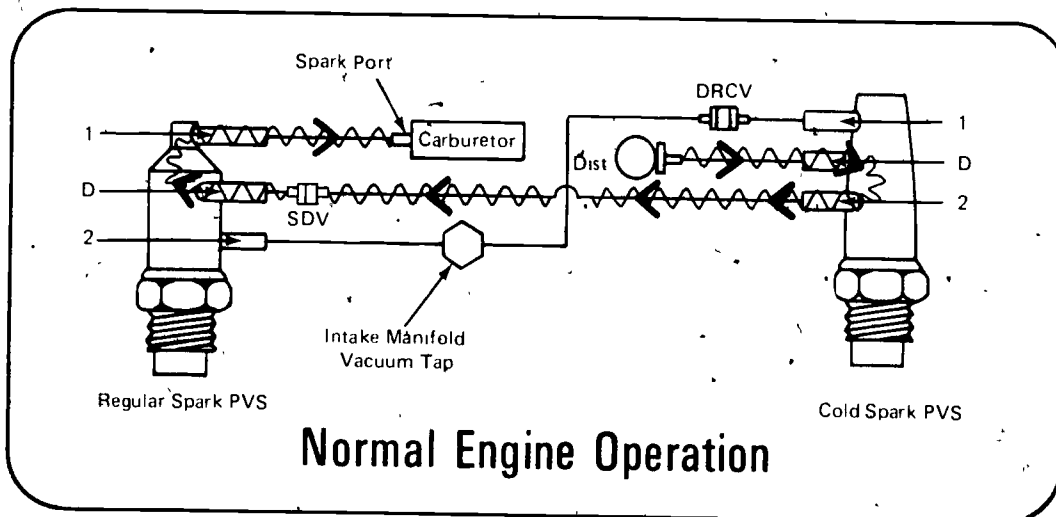 Spark Port
DRCV
1
Carburetor
1
Dist
D
D
SDV
2
2
Intake Manifold
Vacuum Tap
Regular Spark PVS
Cold Spark PVS
Normal Engine Operation